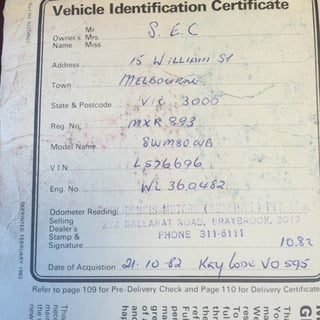 Vehicle Identification Certificate
Mr.
Owner's Mrs
Name Miss
S.E.C
Address 15 WILLIAM ST
Town MELBOURNE
State & Postcode VIC 3000
Reg. No. MXR 893
Model Name 8WM80
V.I.N. L576696
Eng. No. WL 360482
Odometer Reading
Selling
Dealer's
Stamp &
Signature
272 BALLARAT ROAD, BRAYBROOK, 3019
PHONE 311-6111
10.82
Date of Acquisition 21-10-82 KEY CODE VO 595
Refer to page 109 for Pre-Delivery Check and Page 110 for Delivery Certificate
REPRINTED FEBRUARY 1982